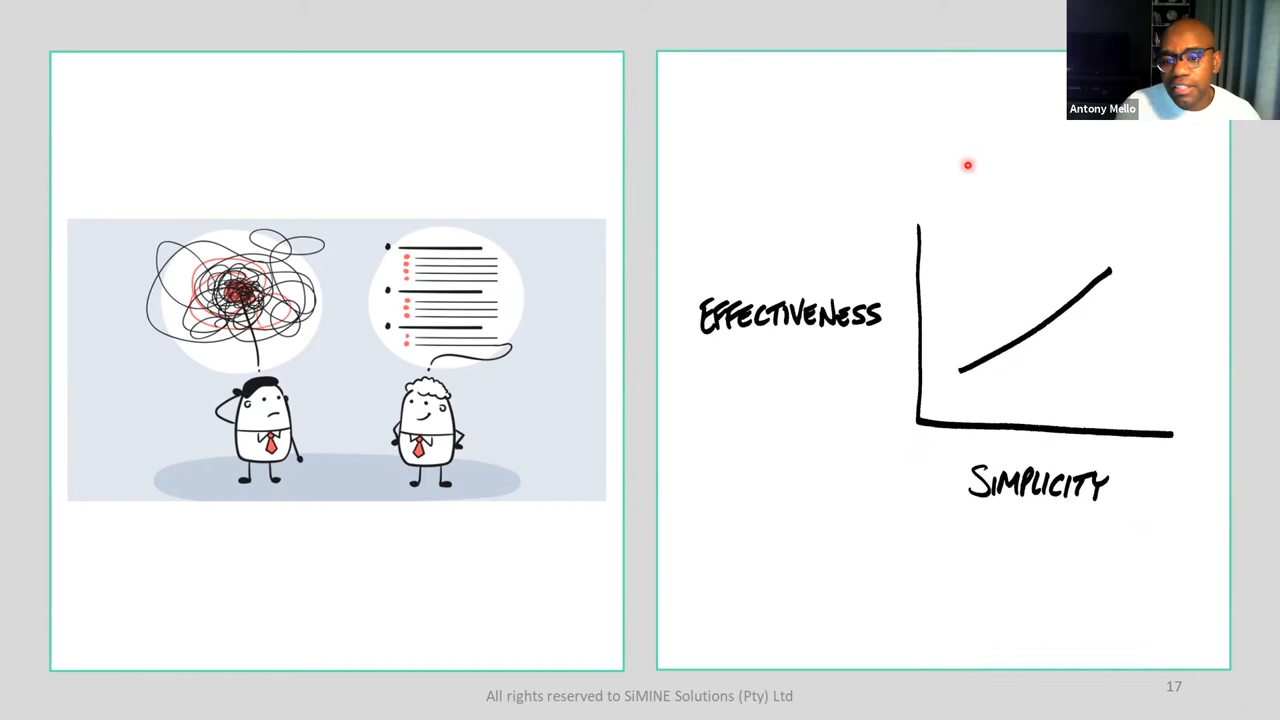 Antony Mello
EFFECTIVENESS
SiMPLICITY
All rights reserved to SiMINE Solutions (Pty) Ltd
17